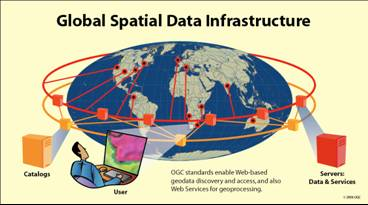 Global Spatial Data Infrastructure
OGC standards enable Web-based
geodata discovery and access, and also
Web Services for geoprocessing.
Catalogs
User
Servers:
Data & Services